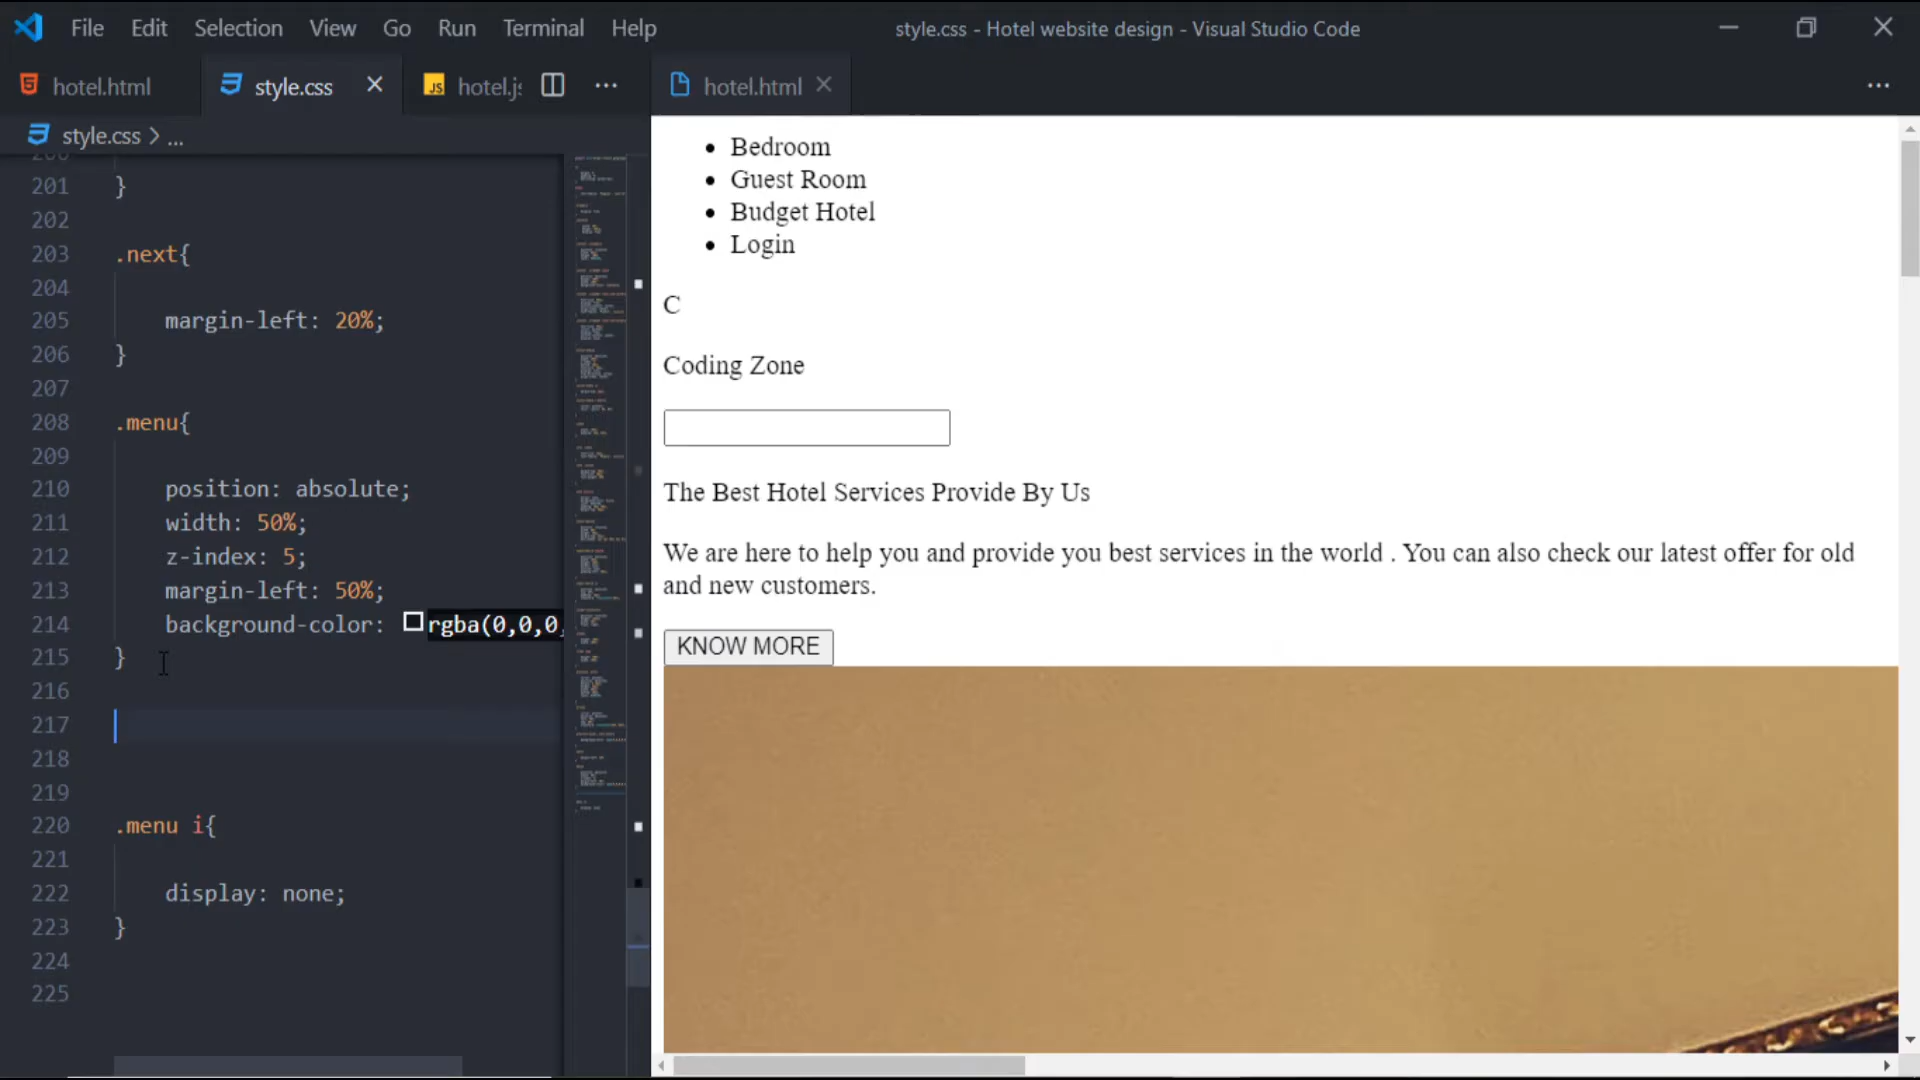 File Edit Selection View Go Run Terminal Help
style.css - Hotel website design - Visual Studio Code
hotel.html
style.css
JS hotel.js
hotel.html
style.css > ...
201 }
202
203 .next{
204
205 margin-left: 20%;
206 }
207
208 .menu{
209
210 position: absolute;
211 width: 50%;
212 z-index: 5;
213 margin-left: 50%;
214 background-color: rgba(0,0,0,
215 }
216
217
218
219
220 .menu i{
221
222 display: none;
223 }
224
225
• Bedroom
• Guest Room
• Budget Hotel
• Login
C
Coding Zone
The Best Hotel Services Provide By Us
We are here to help you and provide you best services in the world . You can also check our latest offer for old
and new customers.
KNOW MORE